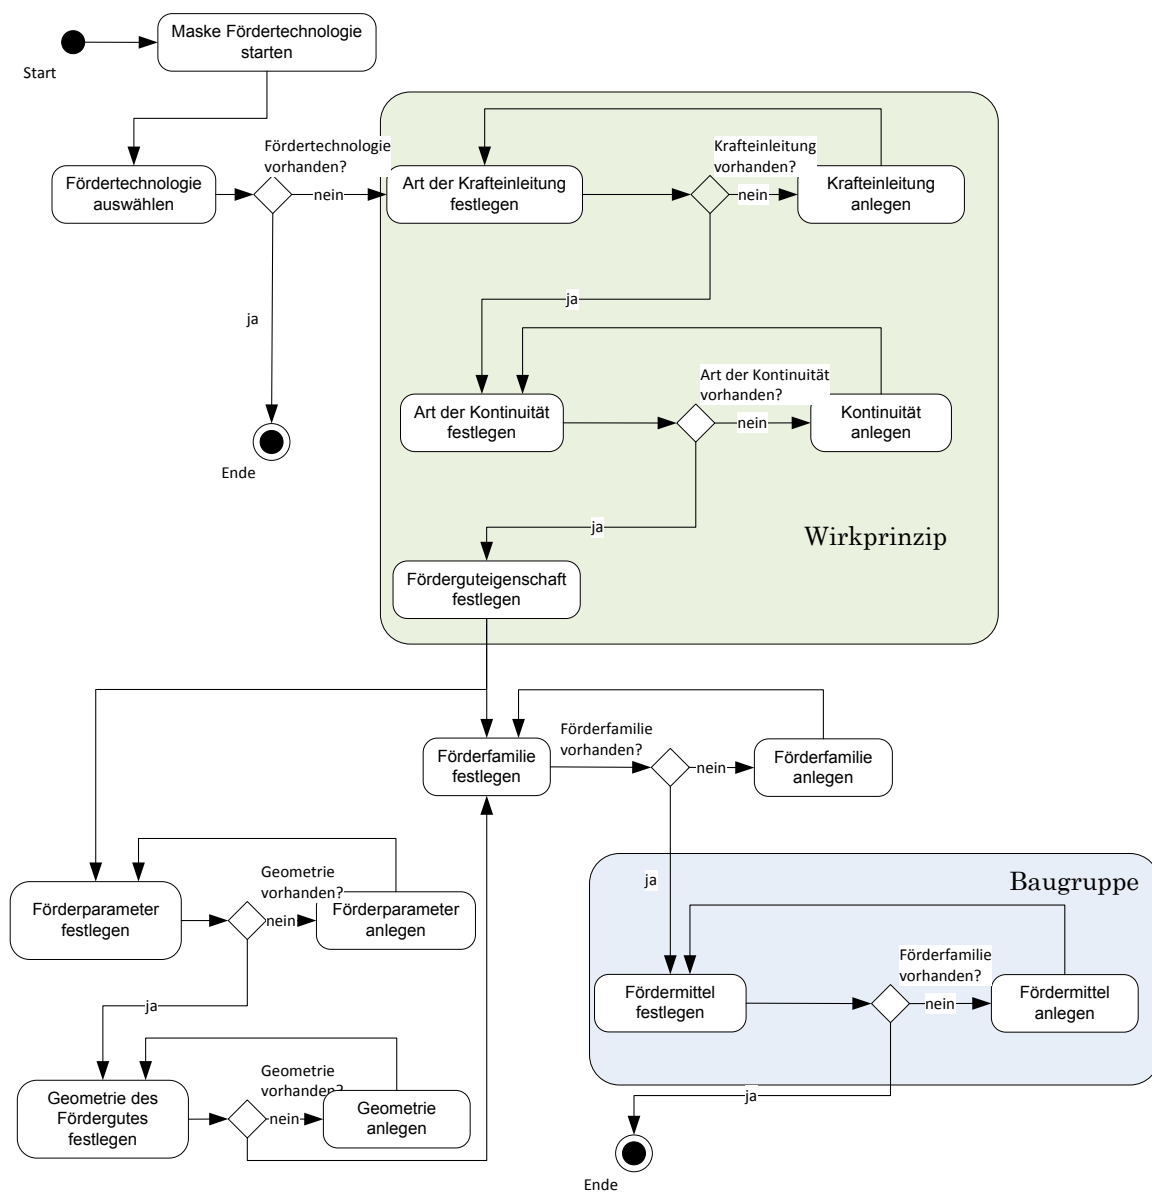 Maske Fördertechnologie
starten
Start
Fördertechnologie
auswählen
Fördertechnologie
vorhanden?
nein
ja
Ende
Art der Krafteinleitung
festlegen
Krafteinleitung
vorhanden?
nein
Krafteinleitung
anlegen
ja
Art der Kontinuität
festlegen
Art der Kontinuität
vorhanden?
nein
Kontinuität
anlegen
ja
Wirkprinzip
Förderguteigenschaft
festlegen
Förderfamilie
festlegen
Förderfamilie
vorhanden?
nein
Förderfamilie
anlegen
ja
Förderparameter
festlegen
Geometrie
vorhanden?
nein
Förderparameter
anlegen
ja
Geometrie des
Fördergutes
festlegen
Geometrie
vorhanden?
nein
Geometrie
anlegen
Baugruppe
Fördermittel
festlegen
Förderfamilie
vorhanden?
nein
Fördermittel
anlegen
ja
Ende